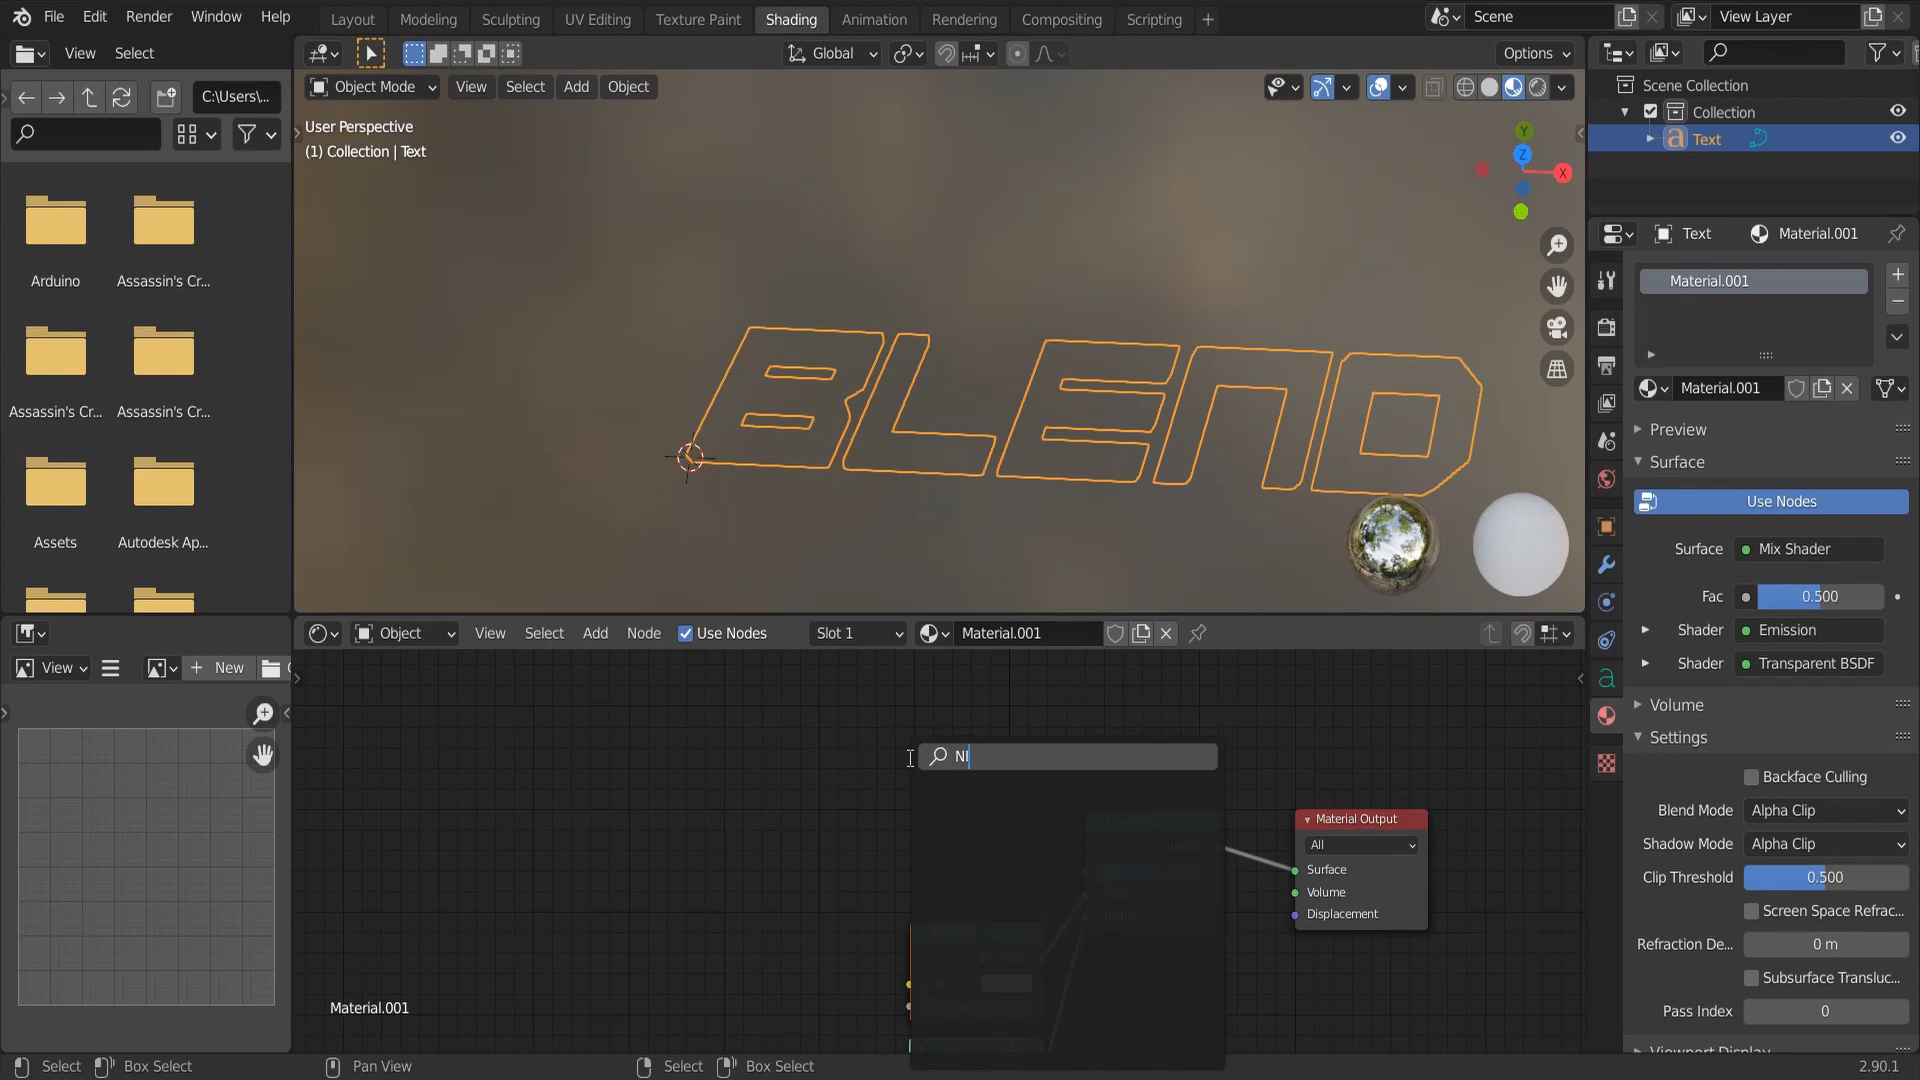 File Edit Render Window Help
Layout Modeling Sculpting UV Editing Texture Paint Shading Animation Rendering Compositing Scripting +
Scene
View Layer
View Select
Global
Options
C:\Users\...
Object Mode View Select Add Object
User Perspective
(1) Collection | Text
Y
Z
X
Scene Collection
Collection
Text
Arduino
Assassin's Cr...
Assassin's Cr...
Assassin's Cr...
Assets
Autodesk Ap...
BLEND
Text Material.001
Material.001
Material.001
Preview
Surface
Use Nodes
Surface Mix Shader
Fac 0.500
Shader Emission
Shader Transparent BSDF
Volume
Settings
Backface Culling
Blend Mode Alpha Clip
Shadow Mode Alpha Clip
Clip Threshold 0.500
Screen Space Refrac...
Refraction De... 0 m
Subsurface Transluc...
Pass Index 0
Viewport Display
Object View Select Add Node Use Nodes Slot 1 Material.001
View New
Material Output
All
Surface
Volume
Displacement
Material.001
Select Box Select Pan View Select Box Select 2.90.1